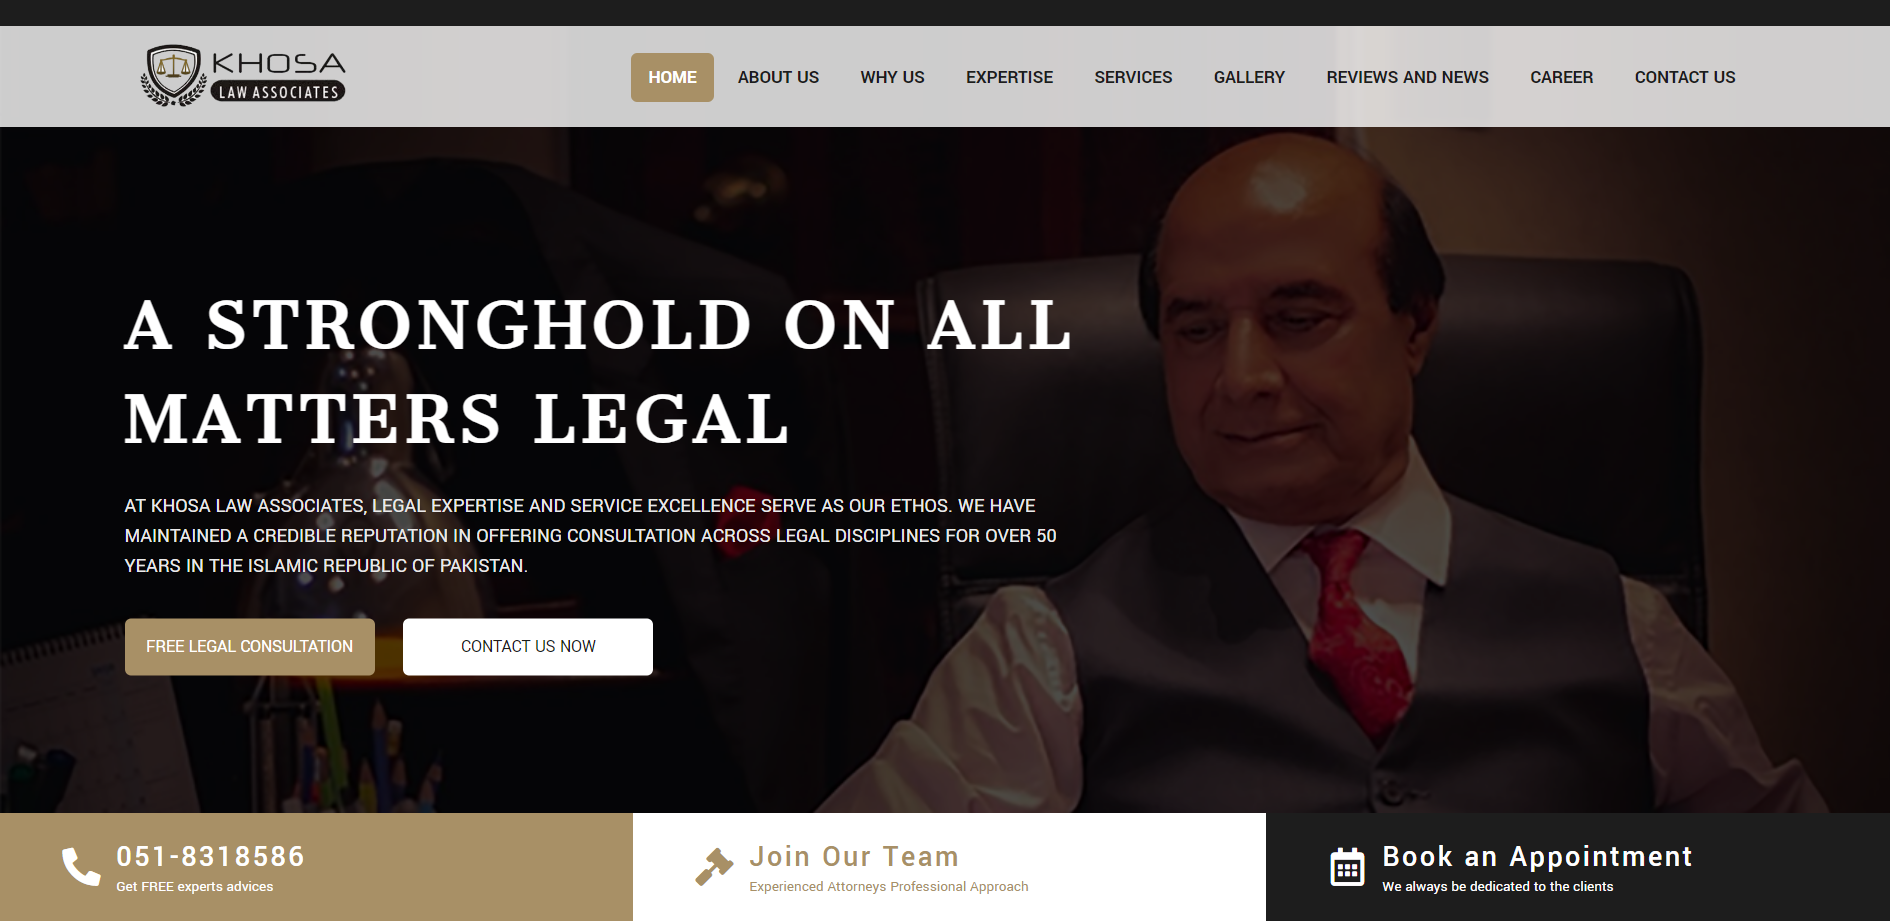 KHOSA
LAW ASSOCIATES
HOME ABOUT US WHY US EXPERTISE SERVICES GALLERY REVIEWS AND NEWS CAREER CONTACT US
A STRONGHOLD ON ALL
MATTERS LEGAL
AT KHOSA LAW ASSOCIATES, LEGAL EXPERTISE AND SERVICE EXCELLENCE SERVE AS OUR ETHOS. WE HAVE
MAINTAINED A CREDIBLE REPUTATION IN OFFERING CONSULTATION ACROSS LEGAL DISCIPLINES FOR OVER 50
YEARS IN THE ISLAMIC REPUBLIC OF PAKISTAN.
FREE LEGAL CONSULTATION CONTACT US NOW
051-8318586
Get FREE experts advices
Join Our Team
Experienced Attorneys Professional Approach
Book an Appointment
We always be dedicated to the clients